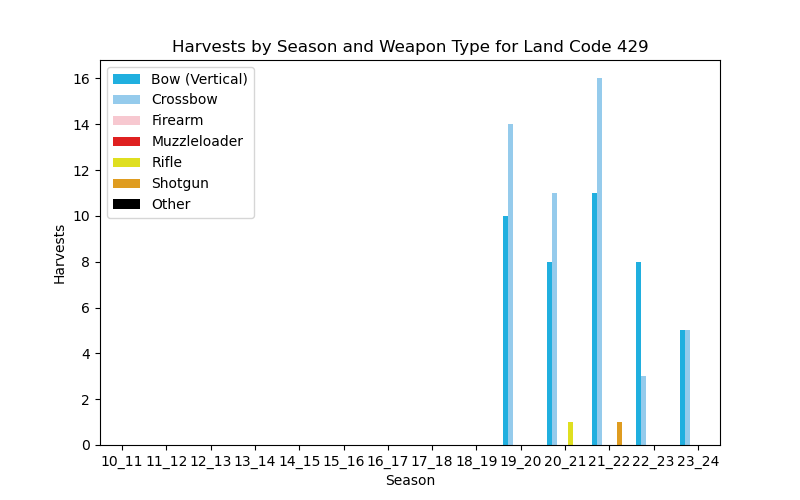 Harvests by Season and Weapon Type for Land Code 429
Bow (Vertical)
Crossbow
Firearm
Muzzleloader
Rifle
Shotgun
Other
16
14
12
10
8
6
4
2
0
Harvests
10_11 11_12 12_13 13_14 14_15 15_16 16_17 17_18 18_19 19_20 20_21 21_22 22_23 23_24
Season